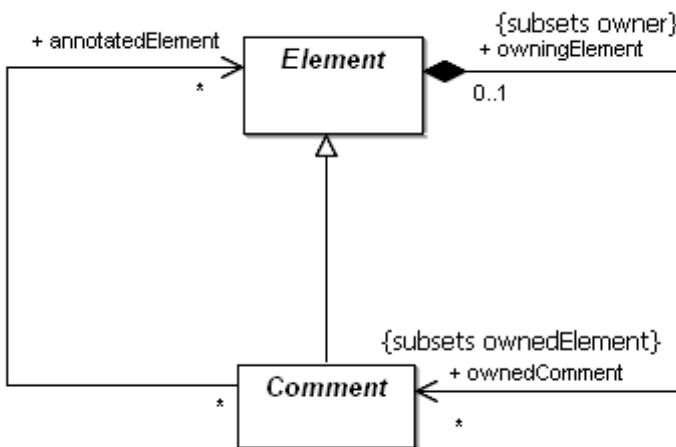 {subsets owner}
+ annotatedElement
Element
+ owningElement
*
0..1
{subsets ownedElement}
+ ownedComment
Comment
*
*